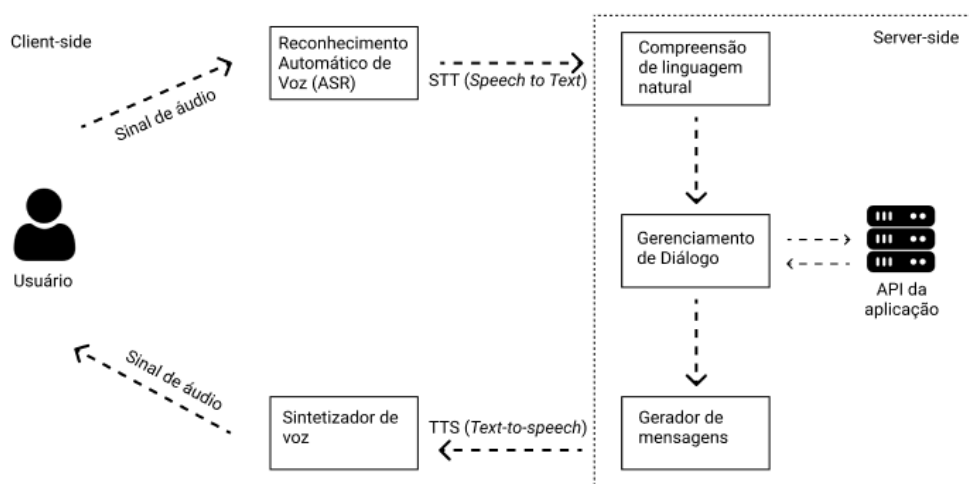 Client-side
Reconhecimento
Automático de
Voz (ASR)
Sinal de áudio
STT (Speech to Text)
Server-side
Compreensão
de linguagem
natural
Usuário
Gerenciamento
de Diálogo
API da
aplicação
Sinal de áudio
Sintetizador de
voz
TTS (Text-to-speech)
Gerador de
mensagens